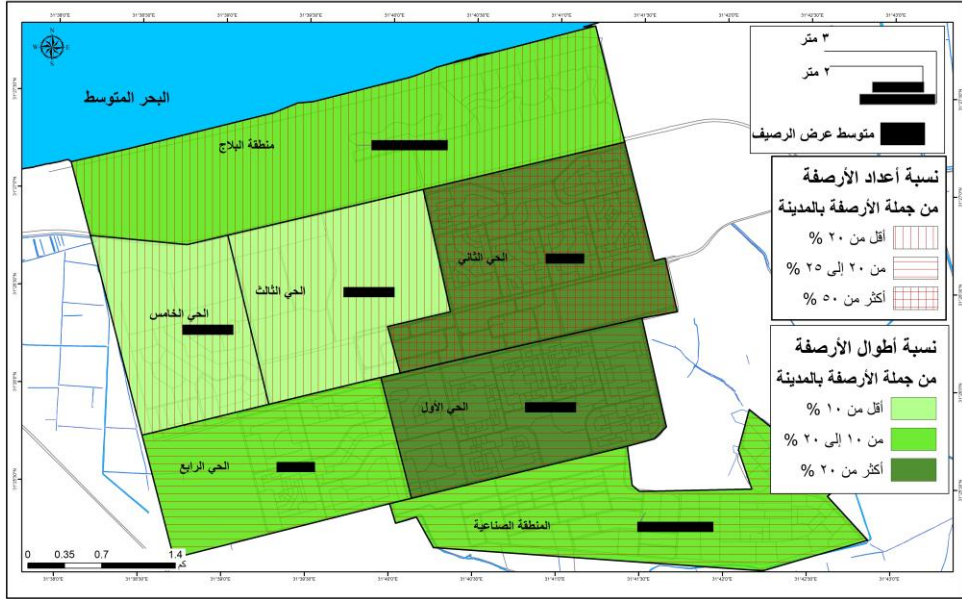 N
W E
S
البحر المتوسط
منطقة البلاج
الحي الثاني
الحي الثالث
الحي الخامس
الحي الأول
الحي الرابع
المنطقة الصناعية
٣ متر
٢ متر
متوسط عرض الرصيف
نسبة أعداد الأرصفة
من جملة الأرصفة بالمدينة
أقل من ٢٠ %
من ٢٠ إلى ٢٥ %
أكثر من ٥٠ %
نسبة أطوال الأرصفة
من جملة الأرصفة بالمدينة
أقل من ١٠ %
من ١٠ إلى ٢٠ %
أكثر من ٢٠ %
0 0.35 0.7 1.4
كم